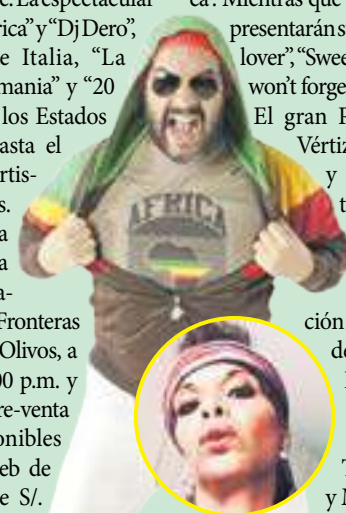 e. La espectacular
rica" y "Dj Dero",
e Italia, "La
mania" y "20
los Estados
asta el
rtis-
s.
a
a
a-
Fronteras
Olivos, a
00 p.m. y
re-venta
onibles
eb de
e S/.
ca". Mientras que
presentarán s
lover", "Swee
won't forge
El gran P
Vértiz
y
t
ción
de
T
y M
AFRICA